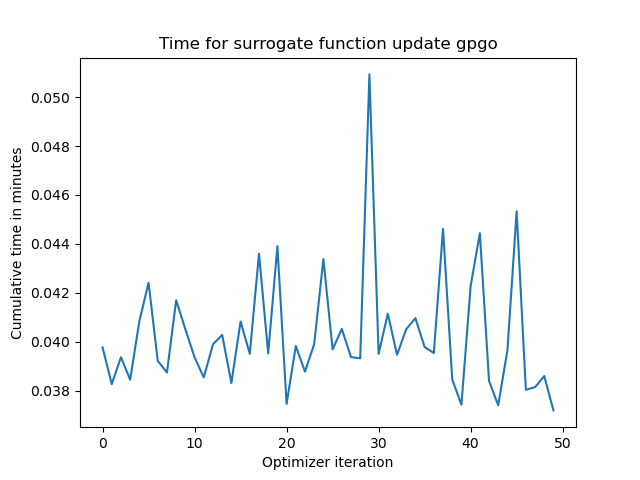 Time for surrogate function update gpgo
Cumulative time in minutes
0.050
0.048
0.046
0.044
0.042
0.040
0.038
0 10 20 30 40 50
Optimizer iteration